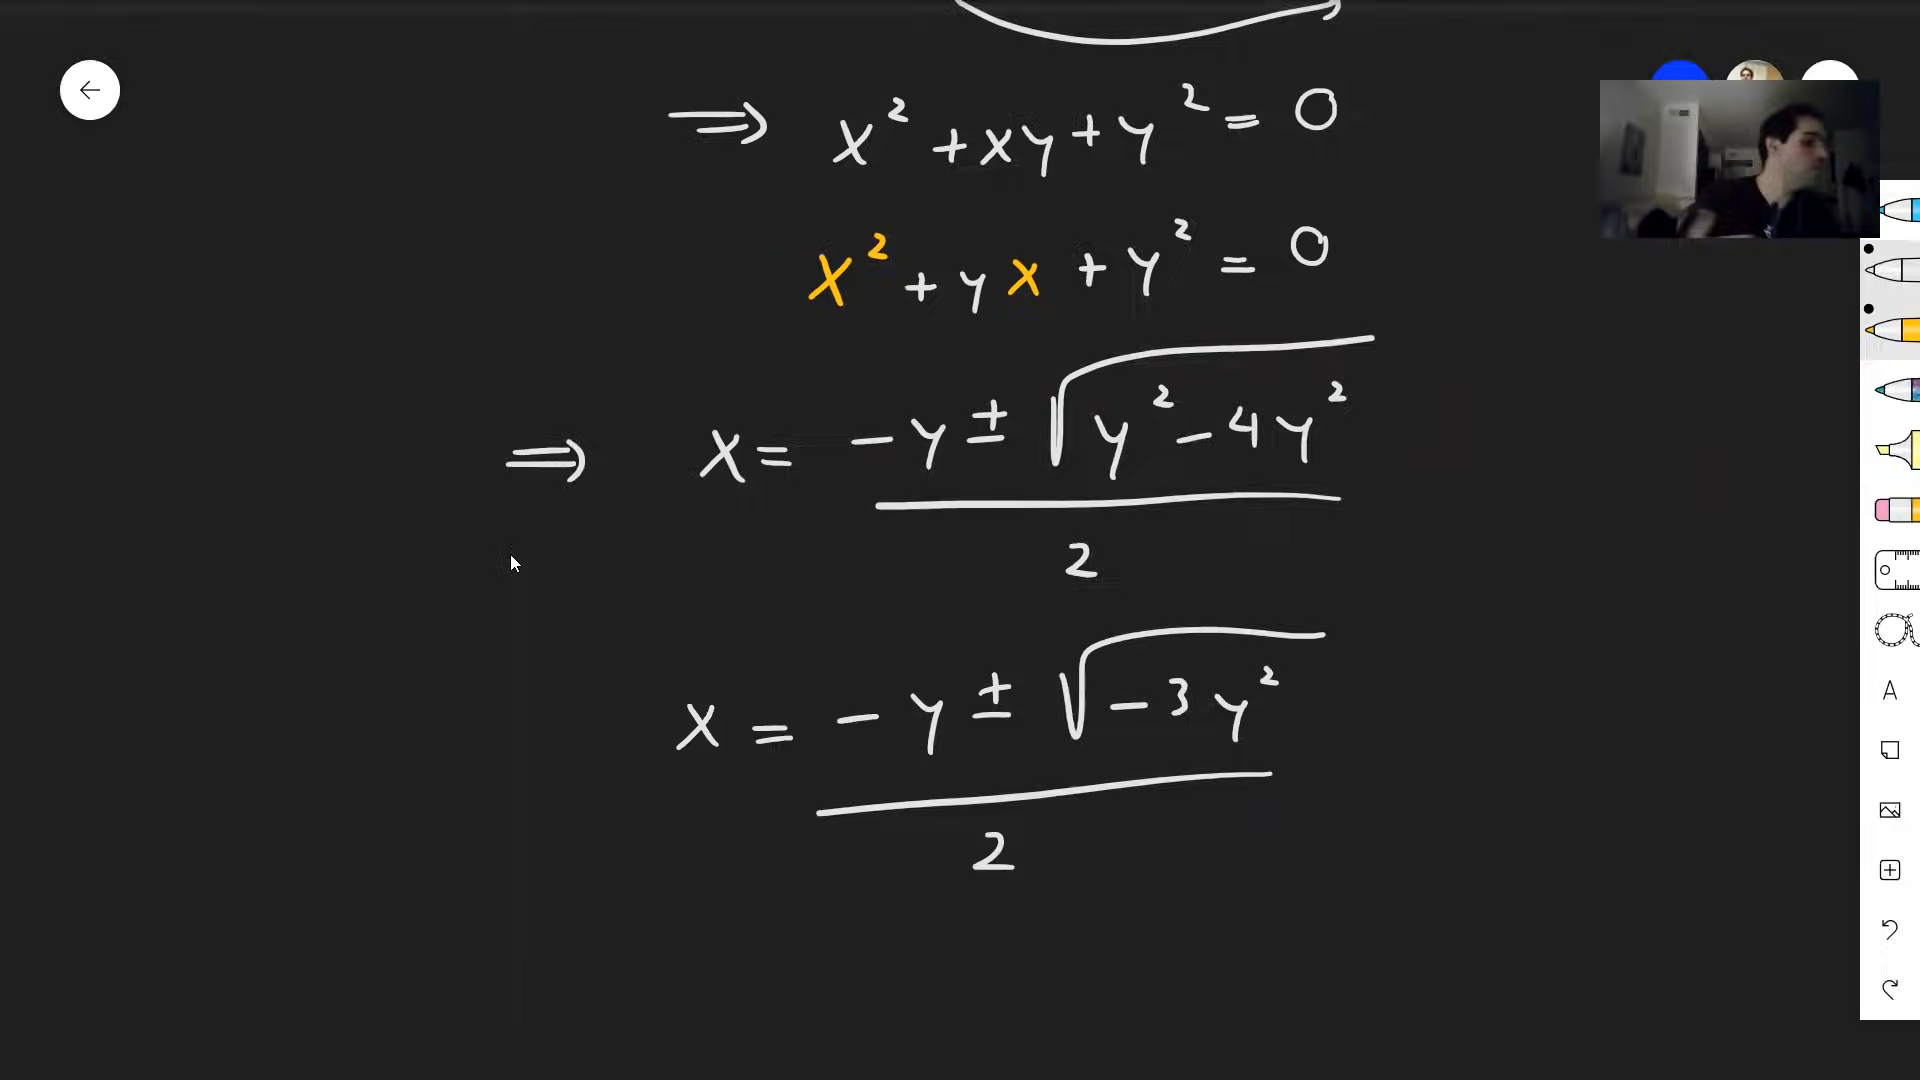 ⟹ x² + xy + y² = 0
x² + yx + y² = 0
⟹ x = (-y ± √(y² - 4y²)) / 2
x = (-y ± √(-3y²)) / 2
A